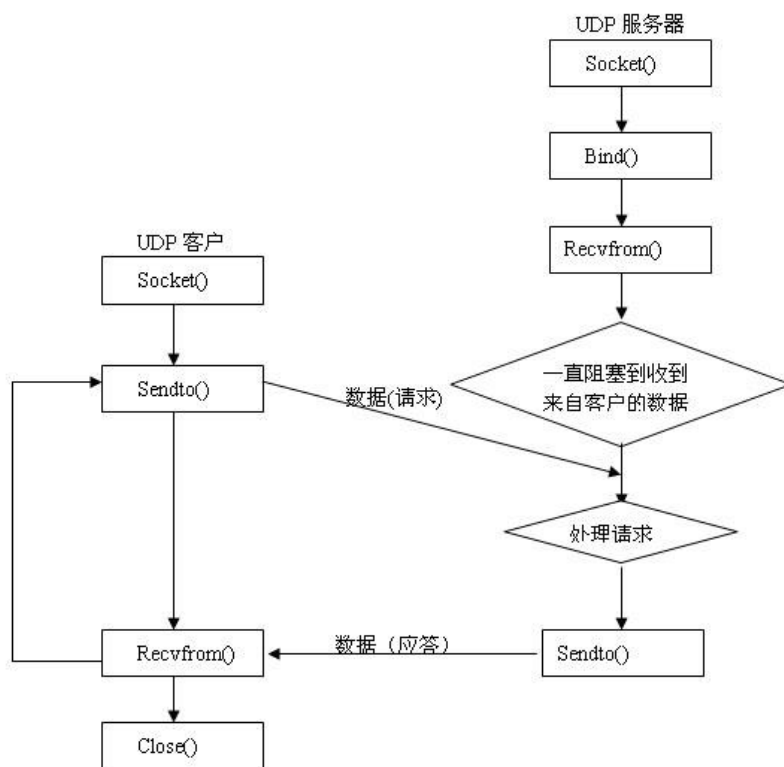 UDP 服务器
Socket()
Bind()
Recvfrom()
一直阻塞到收到
来自客户的数据
处理请求
Sendto()
UDP 客户
Socket()
Sendto()
数据(请求)
数据（应答）
Recvfrom()
Close()